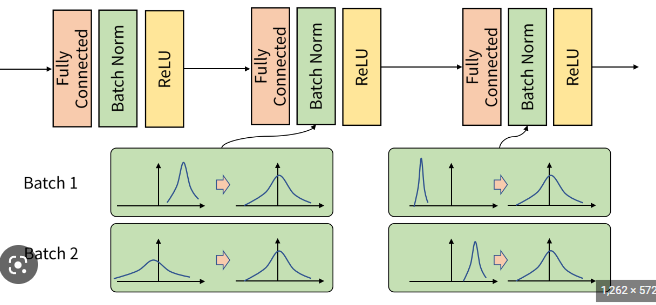 Fully
Connected
Batch Norm
ReLU
Fully
Connected
Batch Norm
ReLU
Fully
Connected
Batch Norm
ReLU
Batch 1
Batch 2
1,262 × 572